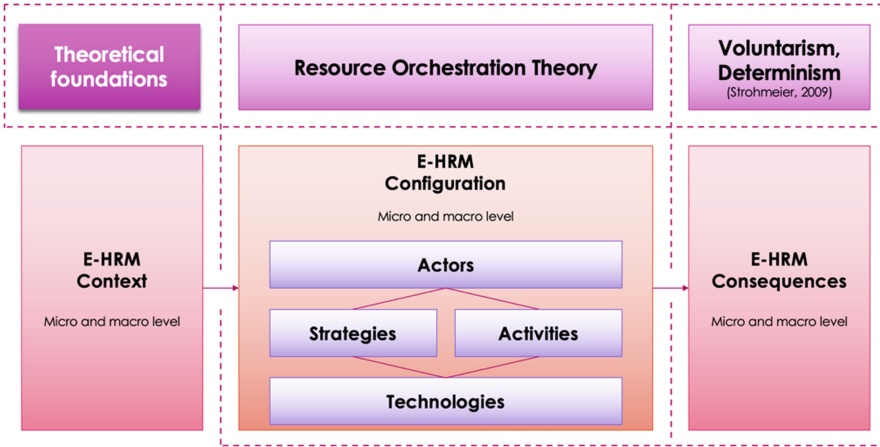 Theoretical
foundations
Resource Orchestration Theory
Voluntarism,
Determinism
(Strohmeier, 2009)
E-HRM
Context
Micro and macro level
E-HRM
Configuration
Micro and macro level
Actors
Strategies
Activities
Technologies
E-HRM
Consequences
Micro and macro level